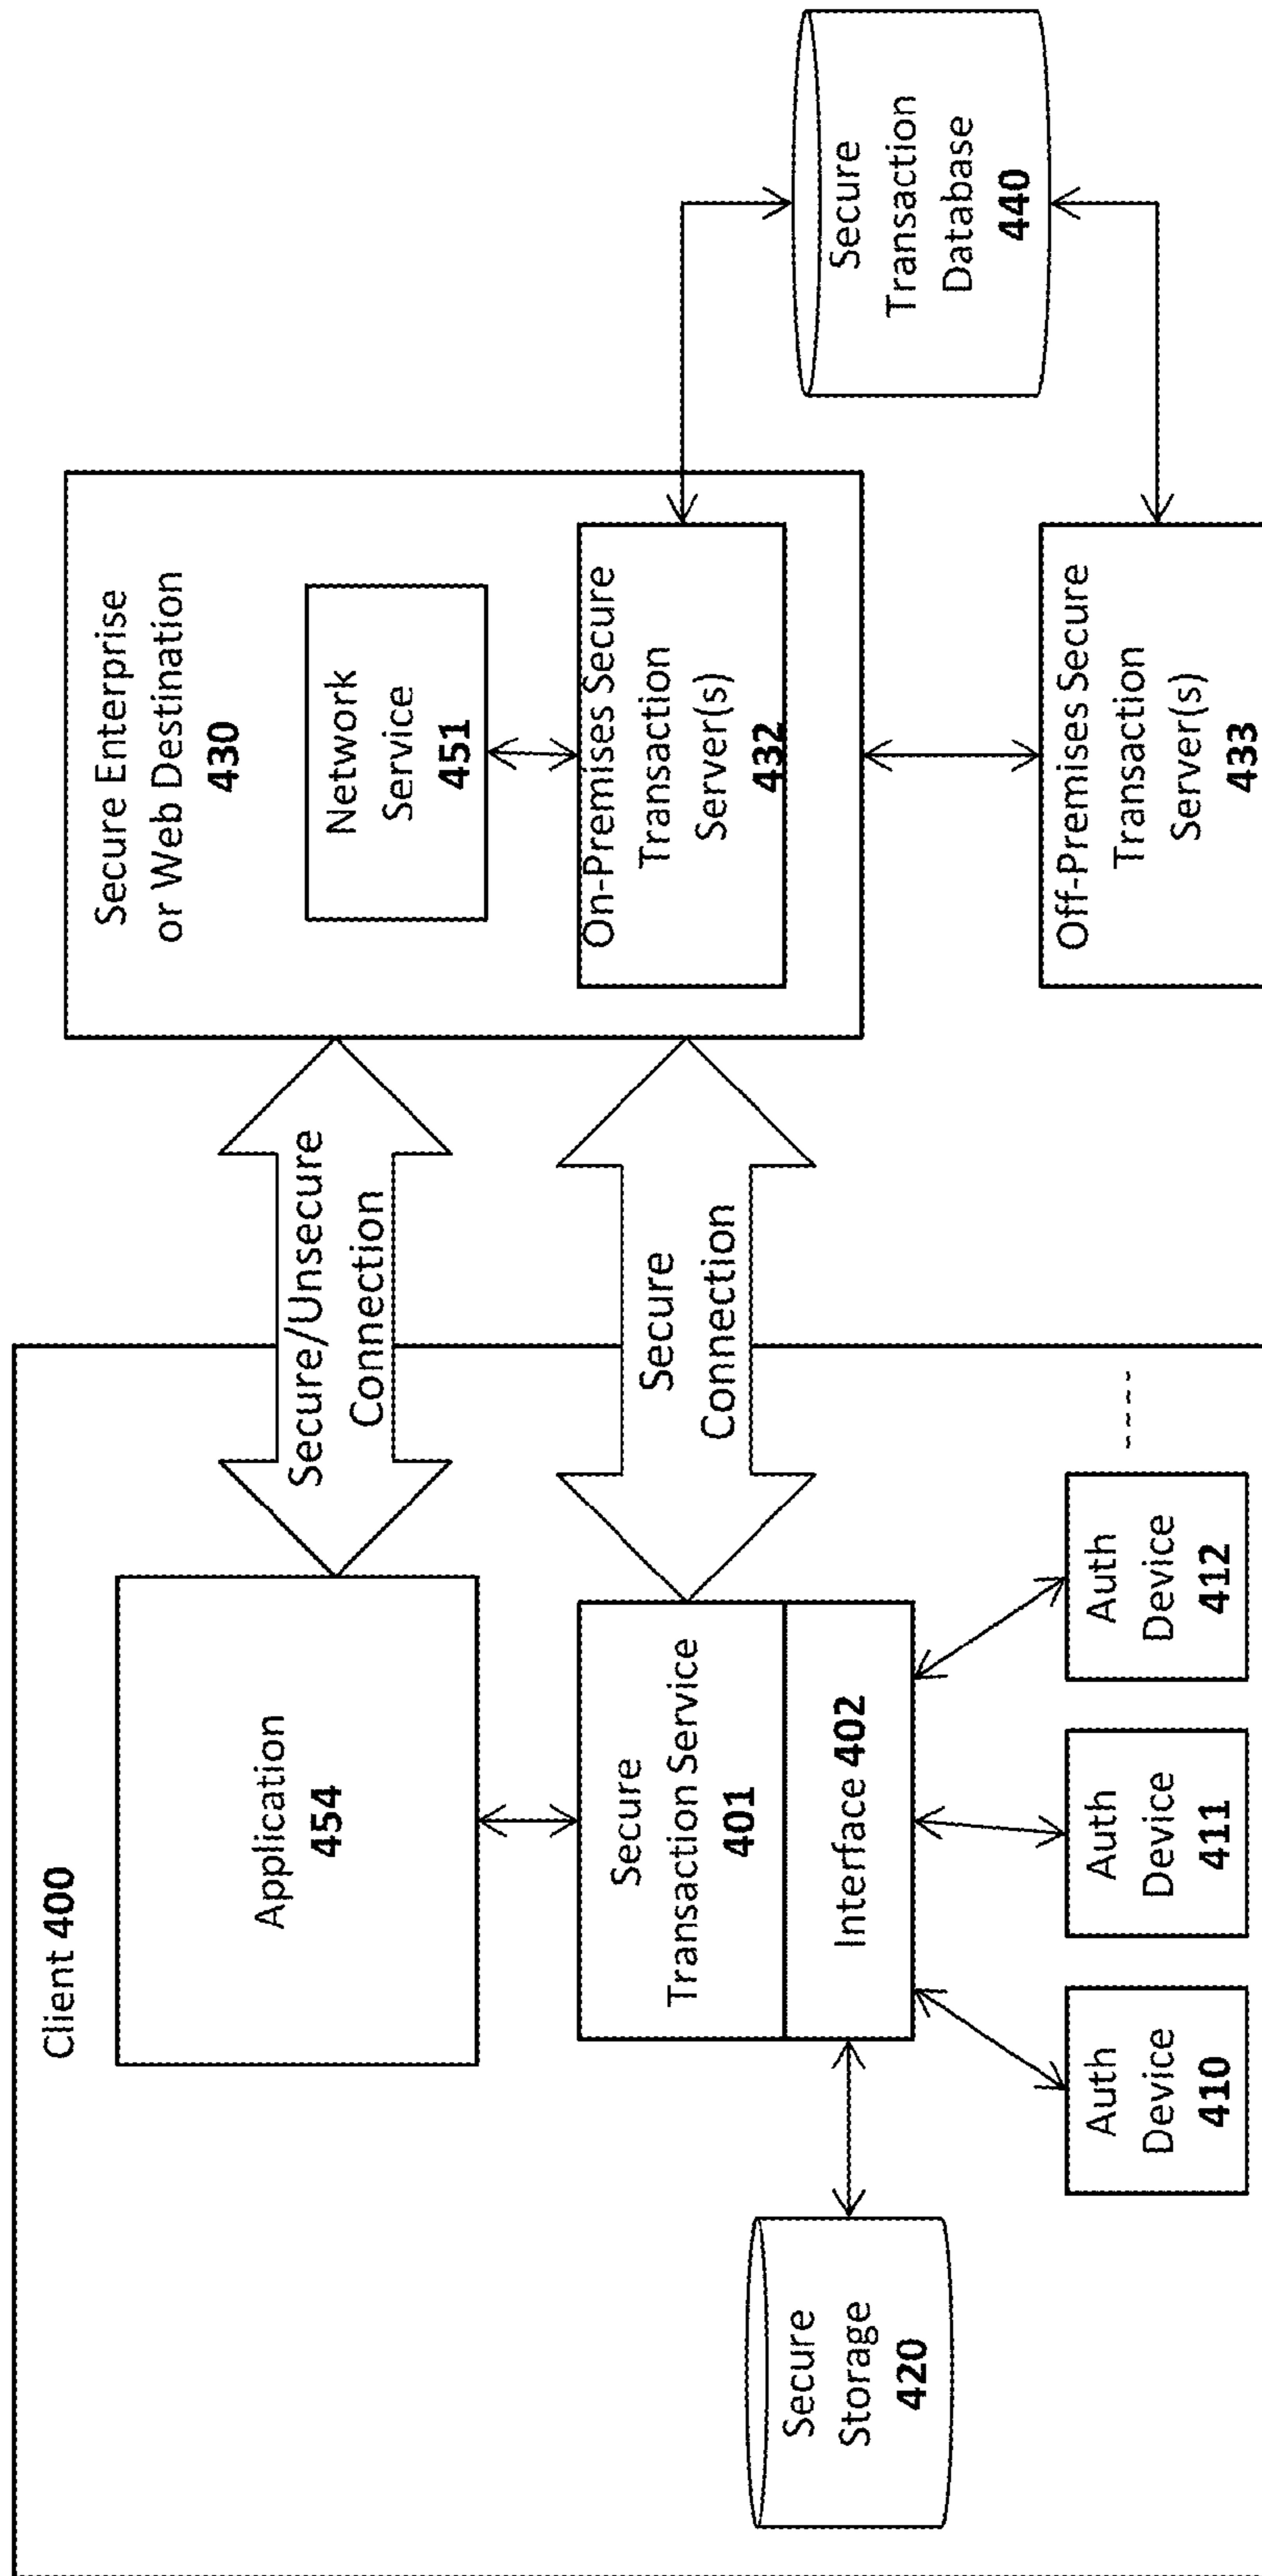 Client 400
Application
454
Secure
Transaction Service
401
Interface 402
Secure
Storage
420
Auth
Device
410
Auth
Device
411
Auth
Device
412
Secure/Unsecure
Connection
Secure
Connection
Secure Enterprise
or Web Destination
430
Network
Service
451
On-Premises Secure
Transaction
Server(s)
432
Off-Premises Secure
Transaction
Server(s)
433
Secure
Transaction
Database
440